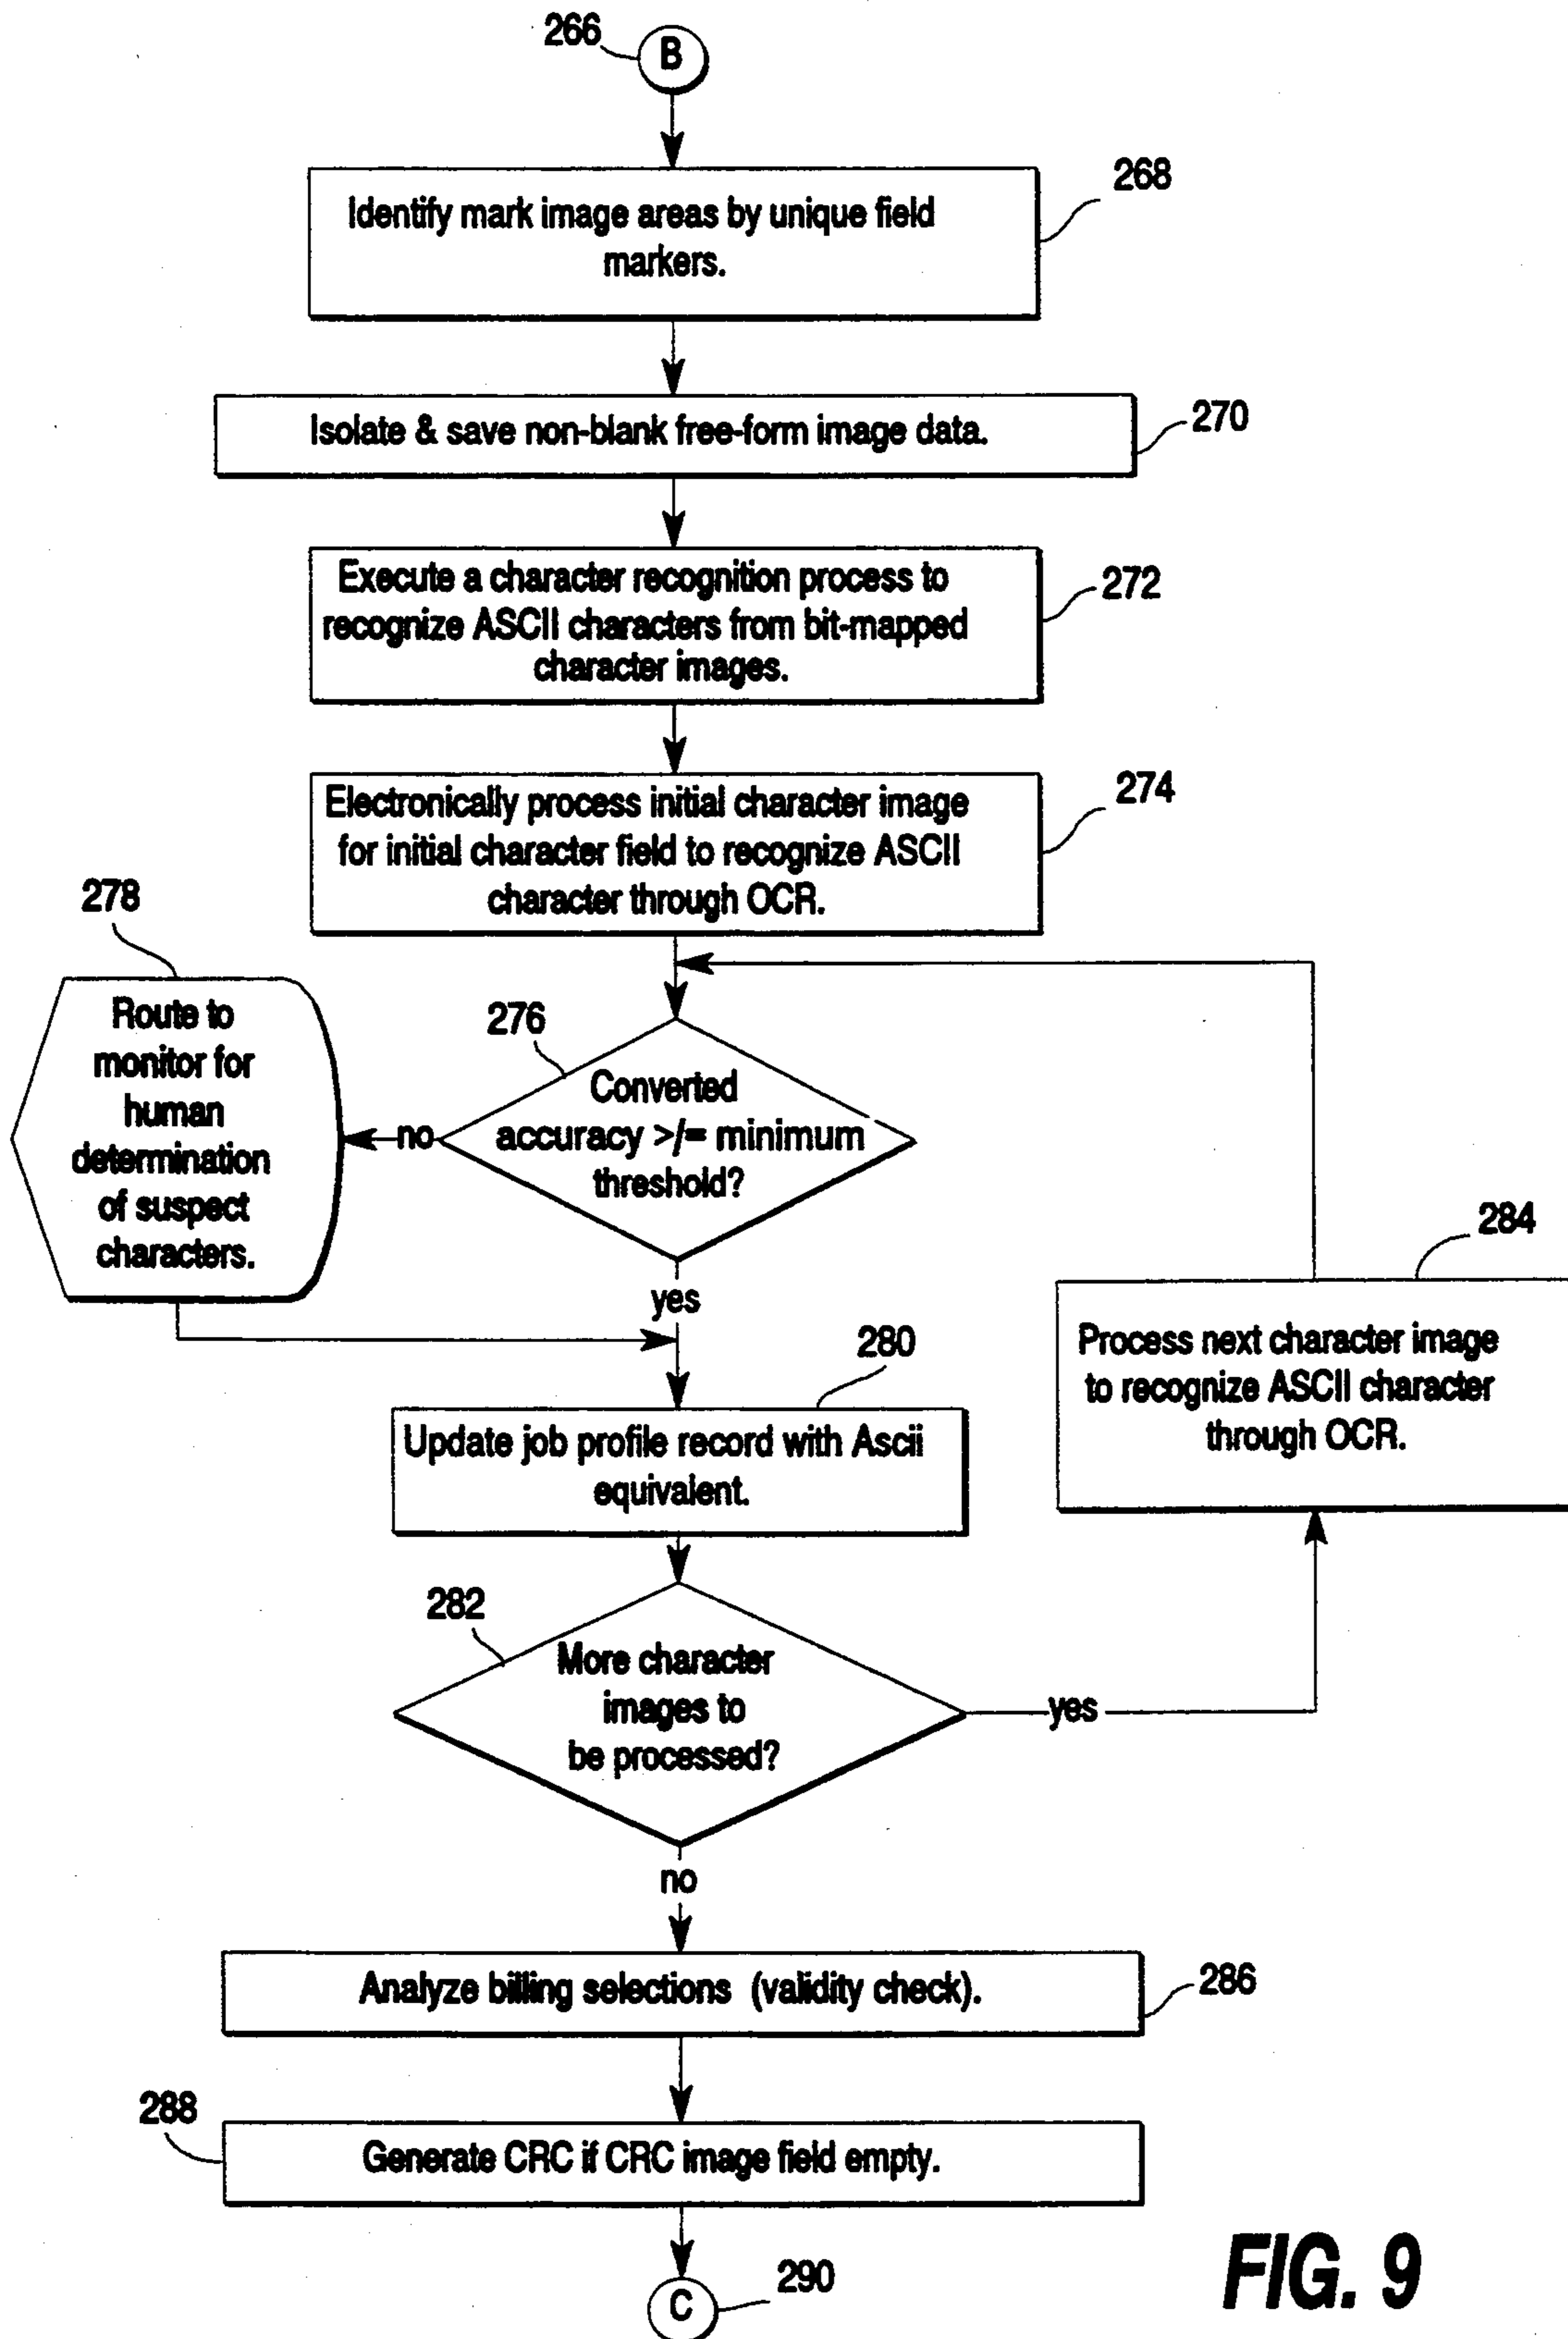 266
B
268
Identify mark image areas by unique field
markers.
270
Isolate & save non-blank free-form image data.
272
Execute a character recognition process to
recognize ASCII characters from bit-mapped
character images.
274
Electronically process initial character image
for initial character field to recognize ASCII
character through OCR.
278
Route to
monitor for
human
determination
of suspect
characters.
276
Converted
accuracy >/= minimum
threshold?
no
yes
284
Process next character image
to recognize ASCII character
through OCR.
280
Update job profile record with Ascii
equivalent.
282
More character
images to
be processed?
yes
no
286
Analyze billing selections (validity check).
288
Generate CRC if CRC image field empty.
C
290
FIG. 9